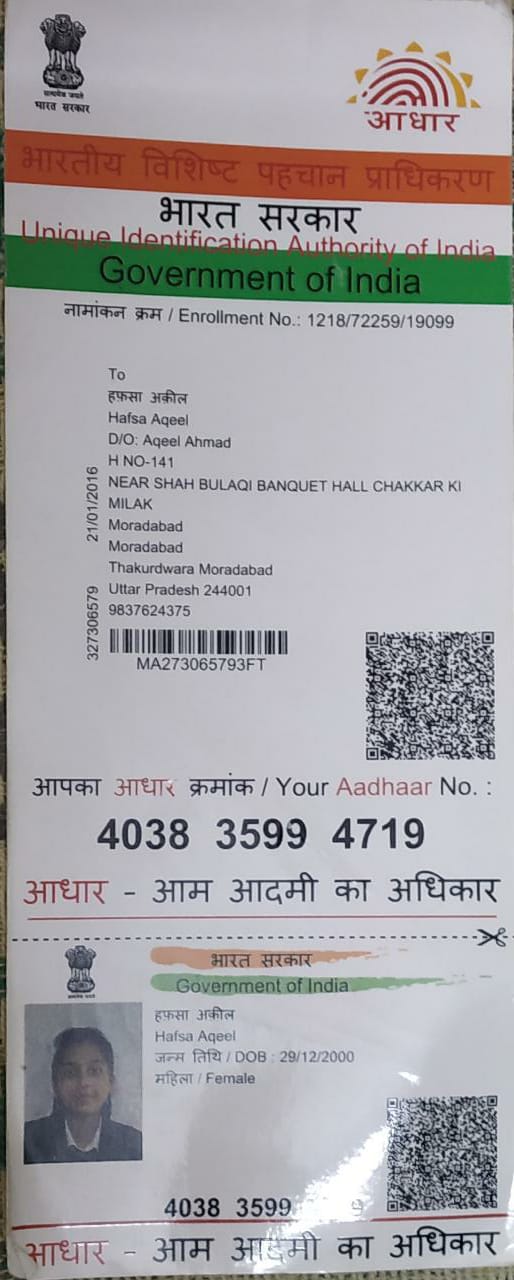 सत्यमेव जयते
भारत सरकार
आधार
भारतीय विशिष्ट पहचान प्राधिकरण
भारत सरकार
Unique Identification Authority of India
Government of India
नामांकन क्रम / Enrollment No.: 1218/72259/19099
To
हफ़सा अकील
Hafsa Aqeel
D/O: Aqeel Ahmad
H NO-141
NEAR SHAH BULAQI BANQUET HALL CHAKKAR KI
MILAK
Moradabad
Moradabad
Thakurdwara Moradabad
Uttar Pradesh 244001
9837624375
21/01/2016
327306579
MA273065793FT
आपका आधार क्रमांक / Your Aadhaar No. :
4038 3599 4719
आधार - आम आदमी का अधिकार
भारत सरकार
Government of India
हफ़सा अकील
Hafsa Aqeel
जन्म तिथि / DOB : 29/12/2000
महिला / Female
4038 3599
आधार - आम आदमी का अधिकार